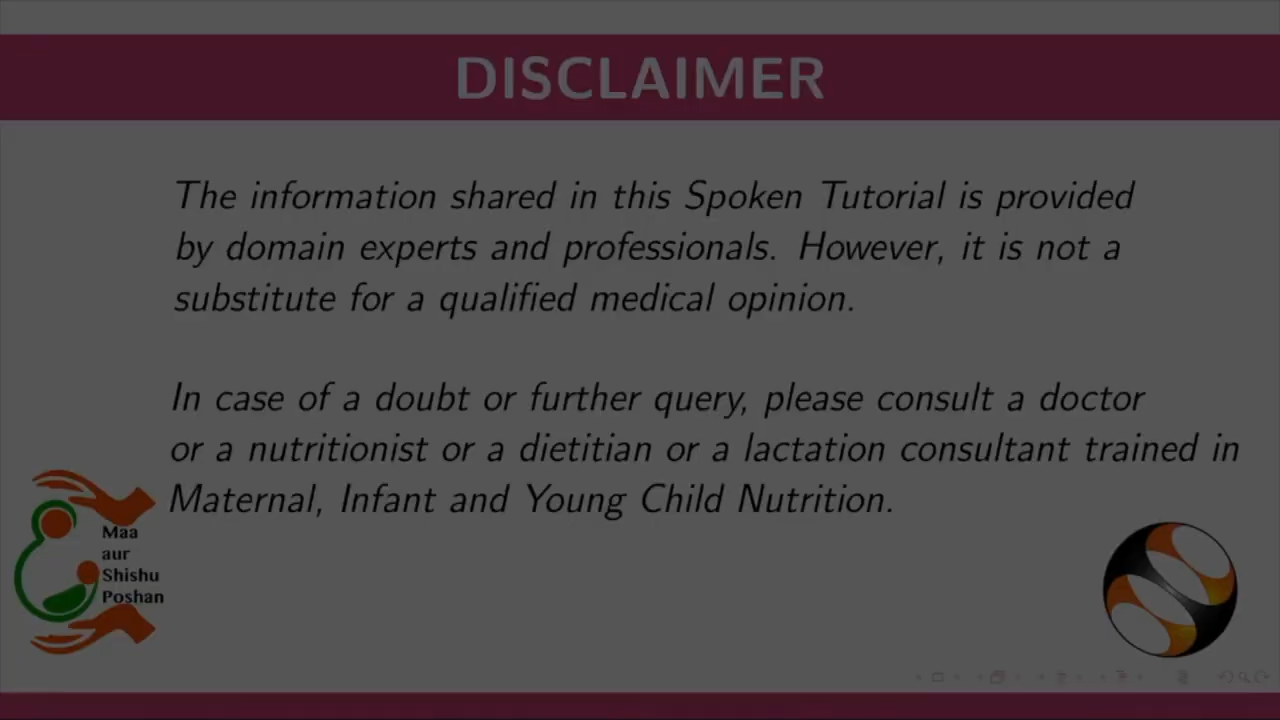 DISCLAIMER
The information shared in this Spoken Tutorial is provided
by domain experts and professionals. However, it is not a
substitute for a qualified medical opinion.
In case of a doubt or further query, please consult a doctor
or a nutritionist or a dietitian or a lactation consultant trained in
Maternal, Infant and Young Child Nutrition.
Maa
aur
Shishu
Poshan